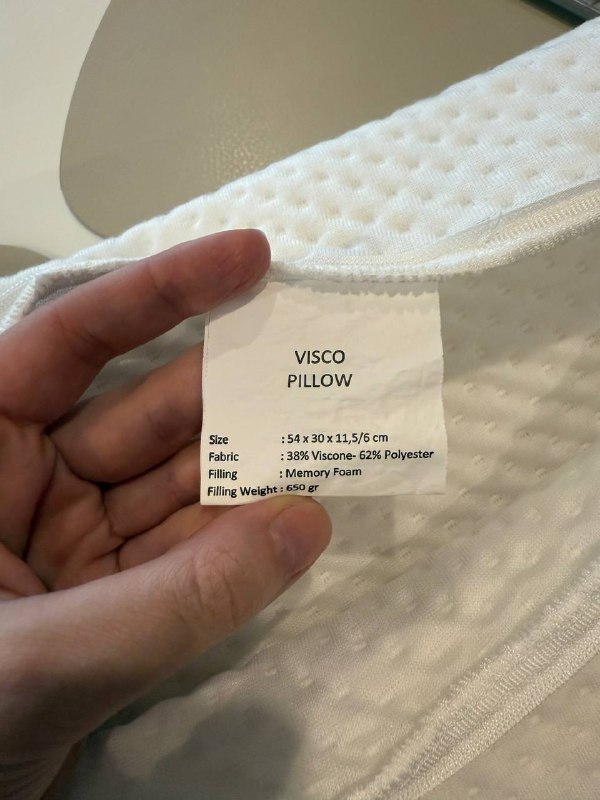 VISCO
PILLOW
Size : 54 x 30 x 11,5/6 cm
Fabric : 38% Viscone- 62% Polyester
Filling : Memory Foam
Filling Weight : 650 gr